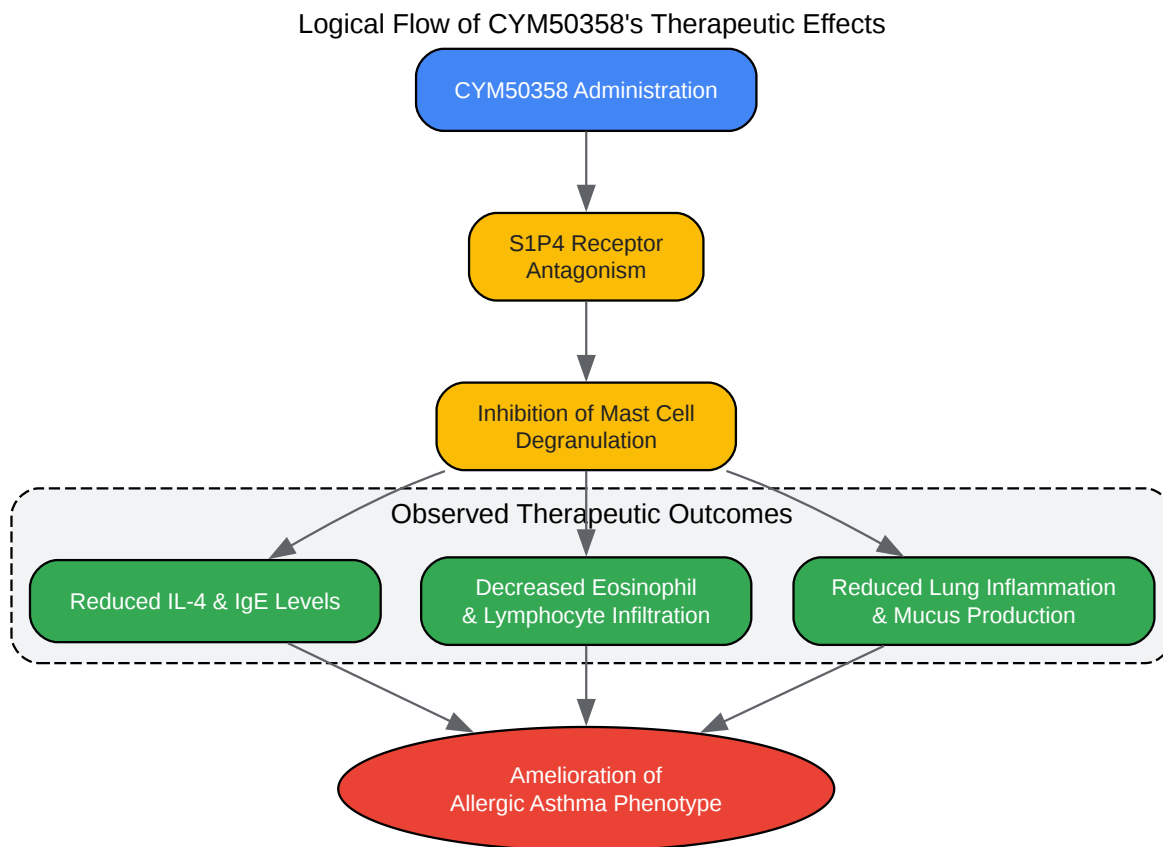 Logical Flow of CYM50358's Therapeutic Effects
CYM50358 Administration
S1P4 Receptor
Antagonism
Inhibition of Mast Cell
Degranulation
Observed Therapeutic Outcomes
Reduced IL-4 & IgE Levels
Decreased Eosinophil
& Lymphocyte Infiltration
Reduced Lung Inflammation
& Mucus Production
Amelioration of
Allergic Asthma Phenotype